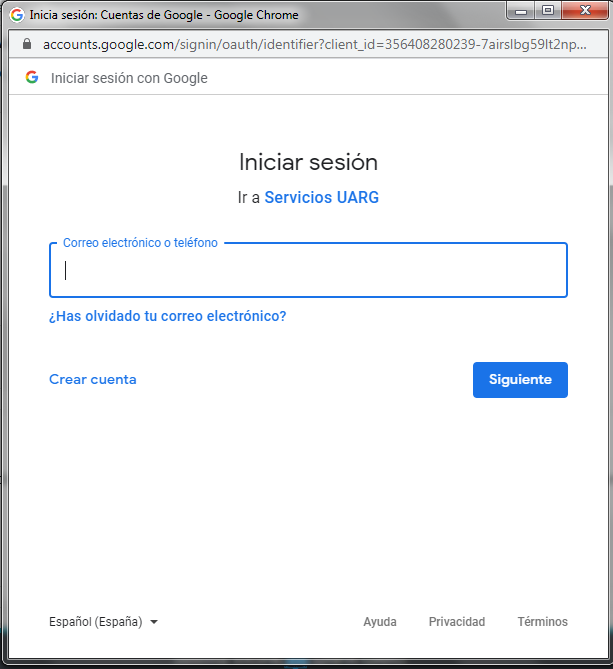 Inicia sesión: Cuentas de Google - Google Chrome
accounts.google.com/signin/oauth/identifier?client_id=356408280239-7airslbg59lt2np...
Iniciar sesión con Google
Iniciar sesión
Ir a Servicios UARG
Correo electrónico o teléfono
¿Has olvidado tu correo electrónico?
Crear cuenta
Siguiente
Español (España)
Ayuda
Privacidad
Términos